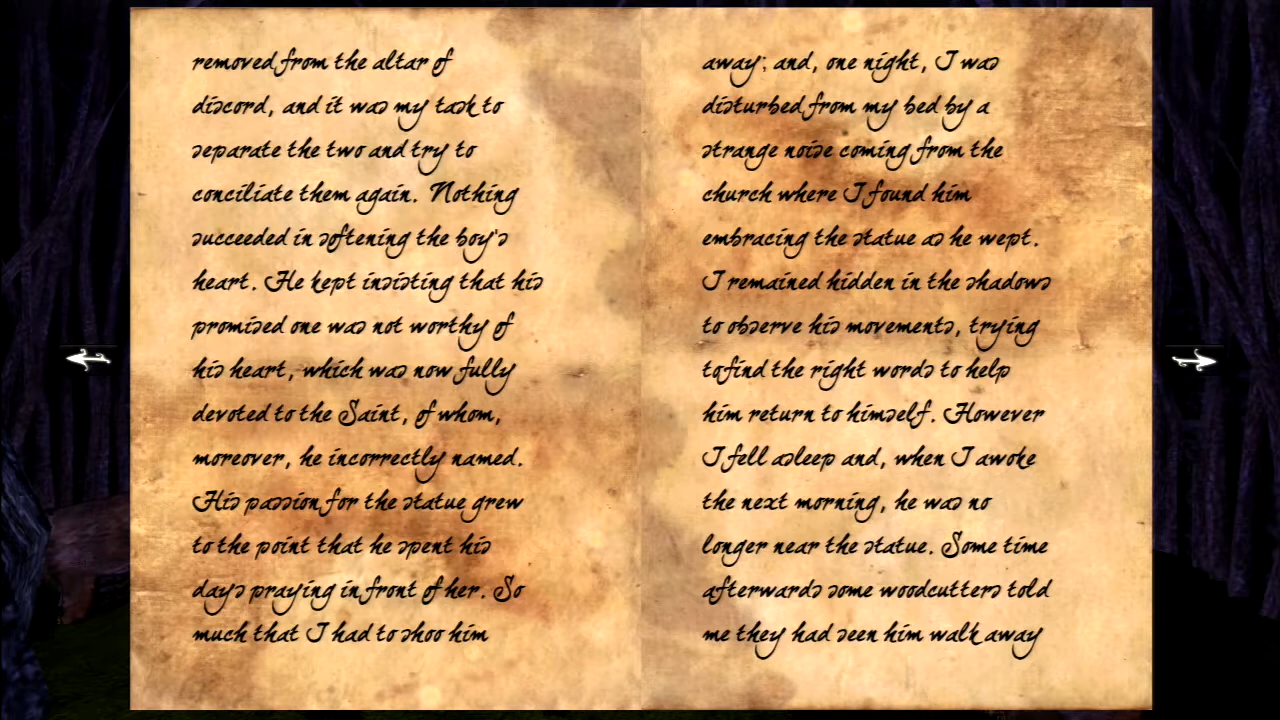 removed from the altar of
discord, and it was my task to
separate the two and try to
conciliate them again. Nothing
succeeded in softening the boy's
heart. He kept insisting that his
promised one was not worthy of
his heart, which was now fully
devoted to the Saint, of whom,
moreover, he incorrectly named.
His passion for the statue grew
to the point that he spent his
days praying in front of her. So
much that I had to shoo him
away; and, one night, I was
disturbed from my bed by a
strange noise coming from the
church where I found him
embracing the statue as he wept.
I remained hidden in the shadows
to observe his movements, trying
to find the right words to help
him return to himself. However
I fell asleep and, when I awoke
the next morning, he was no
longer near the statue. Some time
afterwards some woodcutters told
me they had seen him walk away